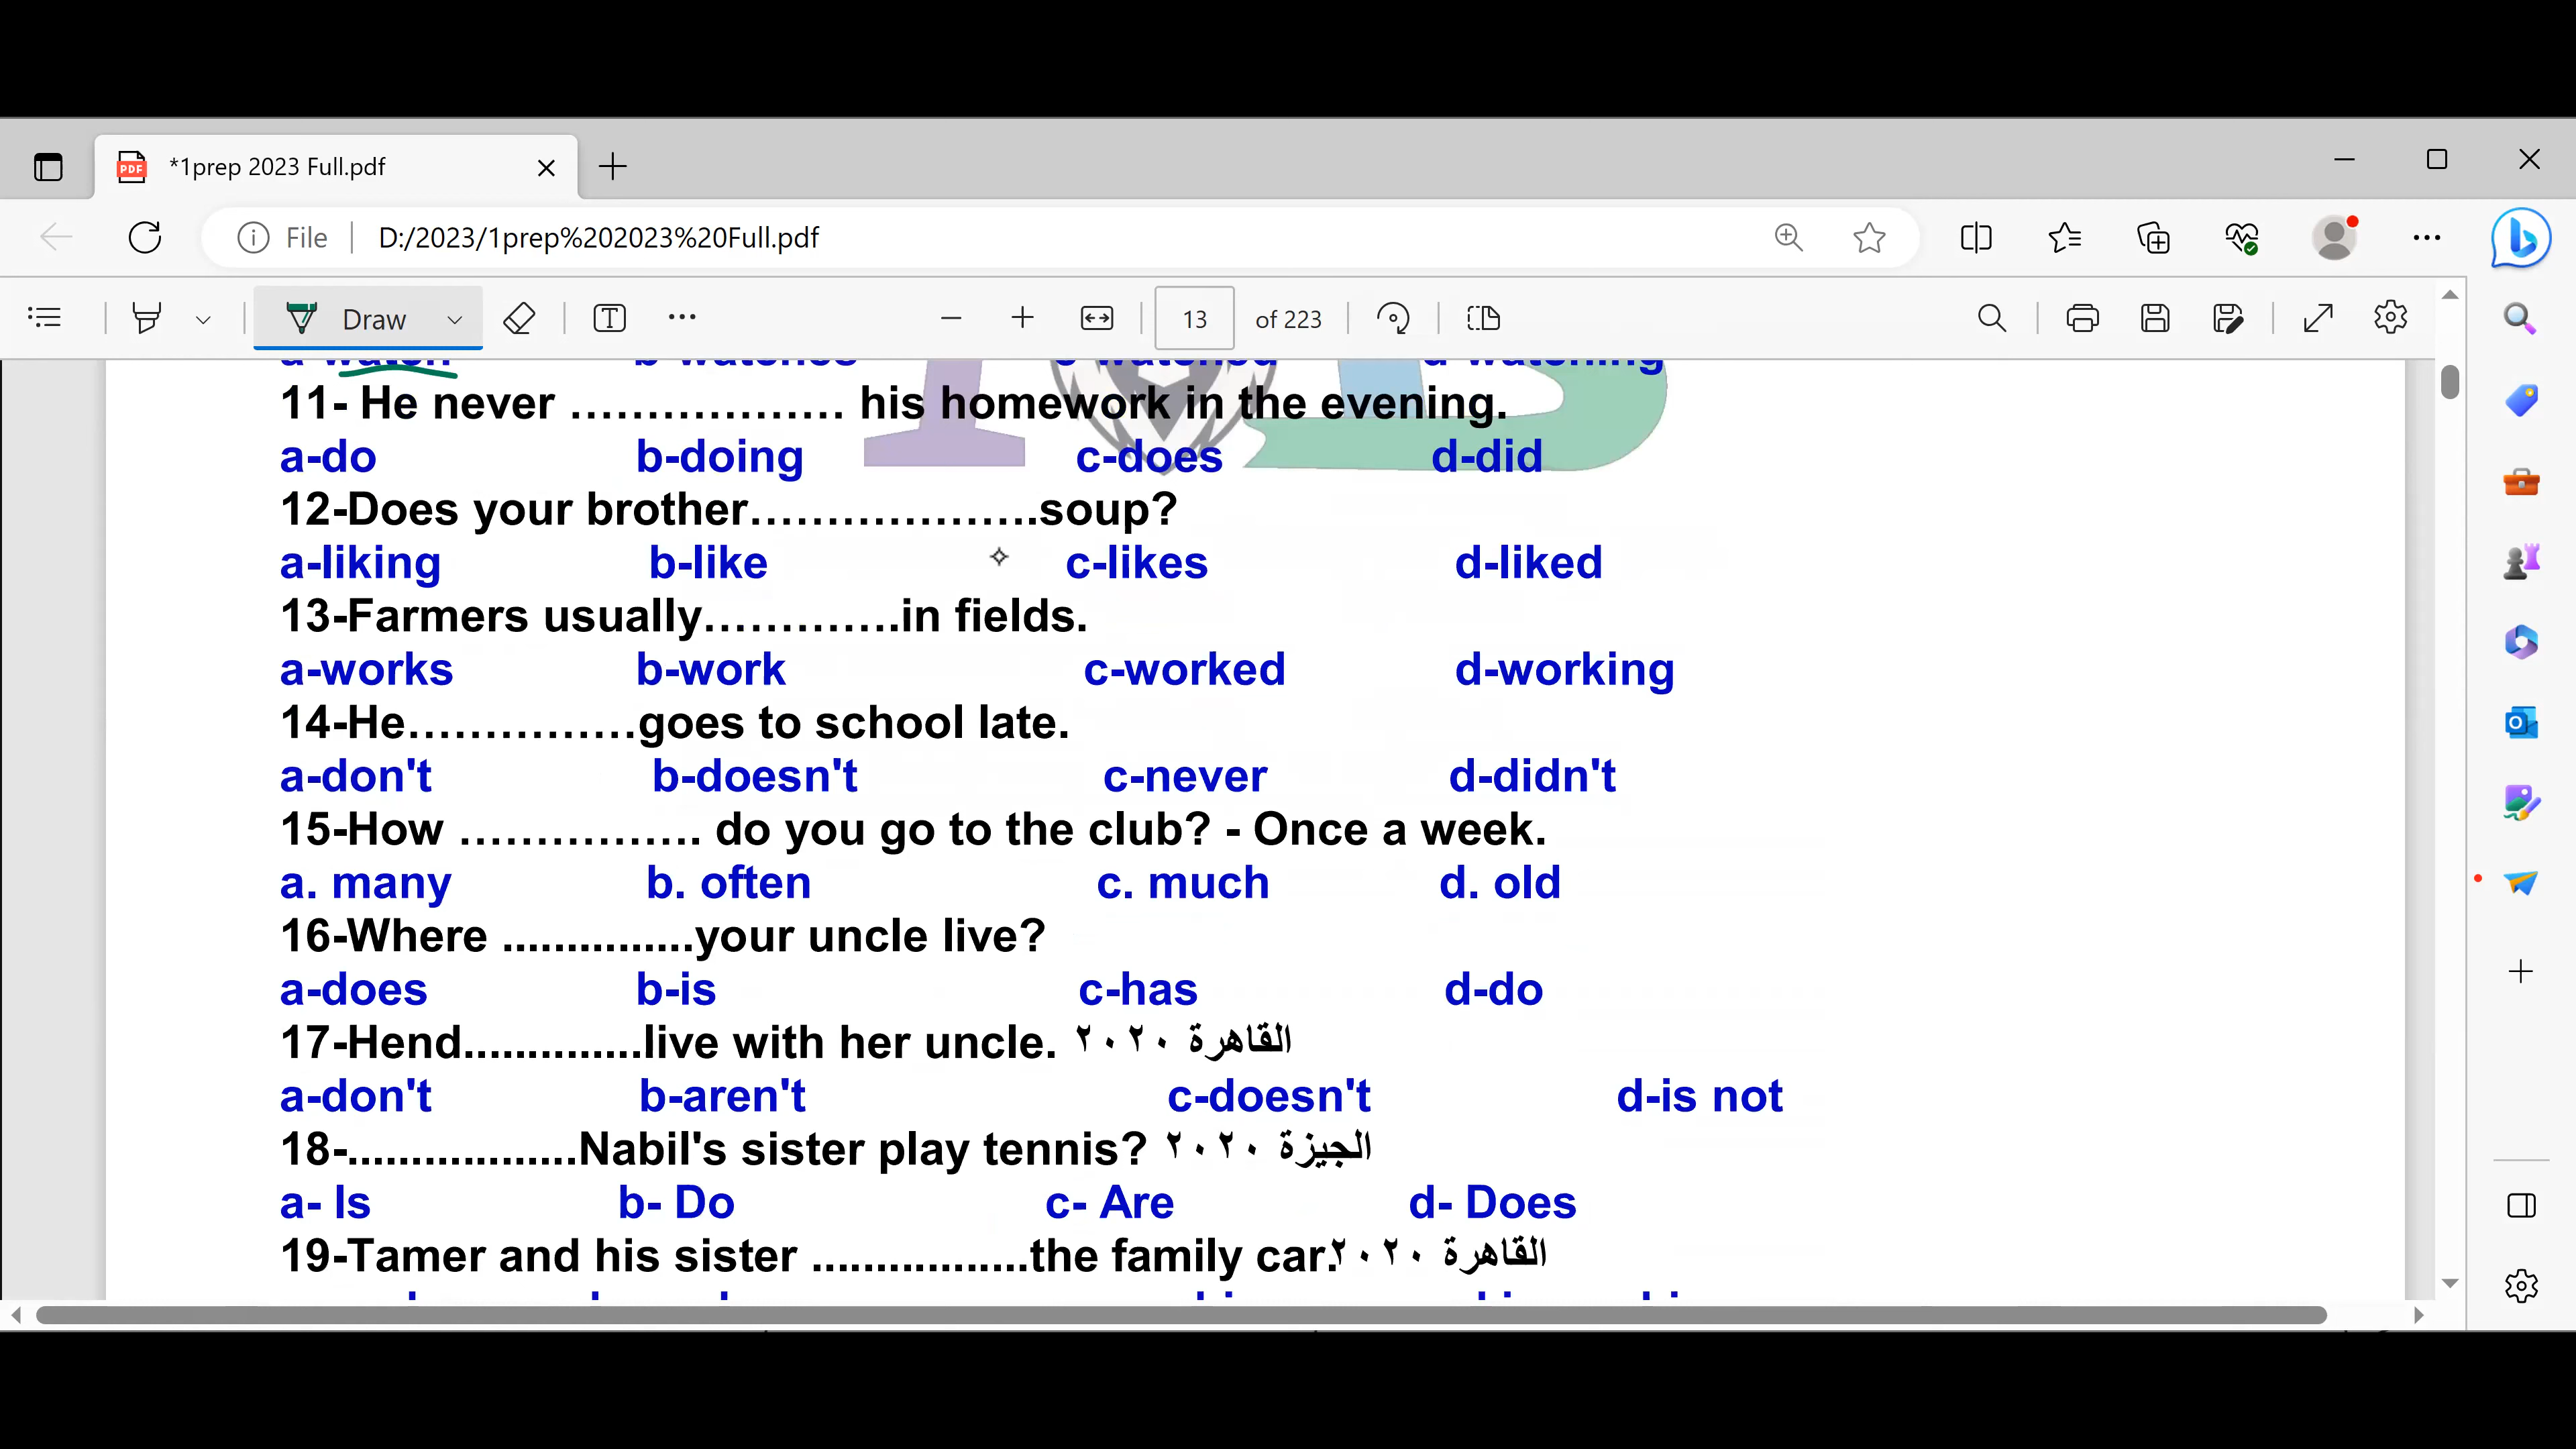 *1prep 2023 Full.pdf
File D:/2023/1prep%202023%20Full.pdf
Draw 13 of 223
a-watch b-watches c-watched d-watching
11- He never ……………… his homework in the evening.
a-do b-doing c-does d-did
12-Does your brother……………….soup?
a-liking b-like c-likes d-liked
13-Farmers usually………….in fields.
a-works b-work c-worked d-working
14-He……………goes to school late.
a-don't b-doesn't c-never d-didn't
15-How ……………. do you go to the club? - Once a week.
a. many b. often c. much d. old
16-Where ...............your uncle live?
a-does b-is c-has d-do
17-Hend..............live with her uncle. القاهرة ٢٠٢٠
a-don't b-aren't c-doesn't d-is not
18-..................Nabil's sister play tennis? الجيزة ٢٠٢٠
a- Is b- Do c- Are d- Does
19-Tamer and his sister .................the family car. القاهرة ٢٠٢٠